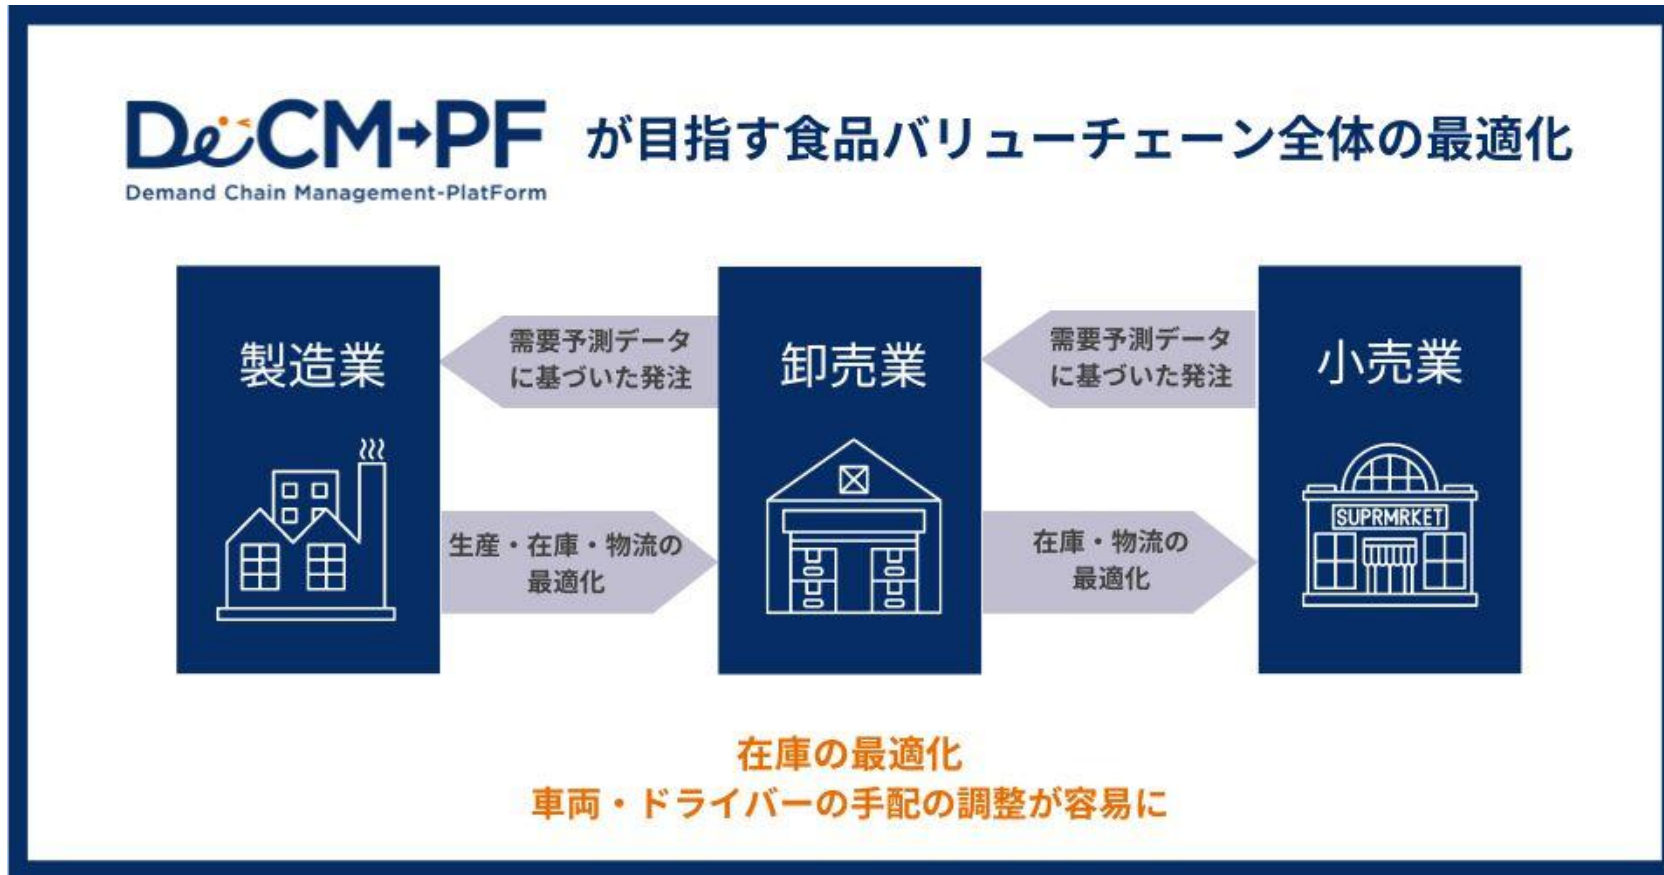 DeCM→PF が目指す食品バリューチェーン全体の最適化
Demand Chain Management-PlatForm
製造業
需要予測データ
に基づいた発注
卸売業
需要予測データ
に基づいた発注
小売業
生産・在庫・物流の
最適化
在庫・物流の
最適化
SUPRMRKET
在庫の最適化
車両・ドライバーの手配の調整が容易に